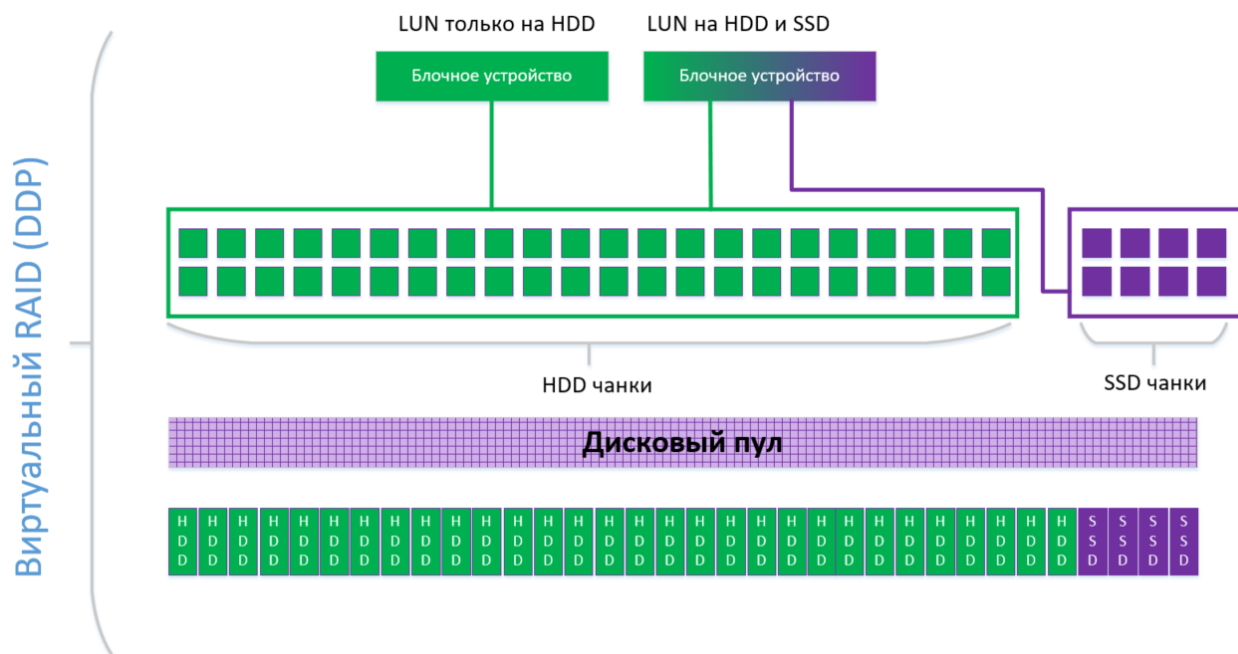 LUN только на HDD
LUN на HDD и SSD
Блочное устройство
Блочное устройство
Виртуальный RAID (DDP)
HDD чанки
SSD чанки
Дисковый пул
HDD HDD HDD HDD HDD HDD HDD HDD HDD HDD HDD HDD HDD HDD HDD HDD HDD HDD HDD HDD HDD HDD HDD HDD HDD HDD HDD HDD HDD HDD SSD SSD SSD SSD